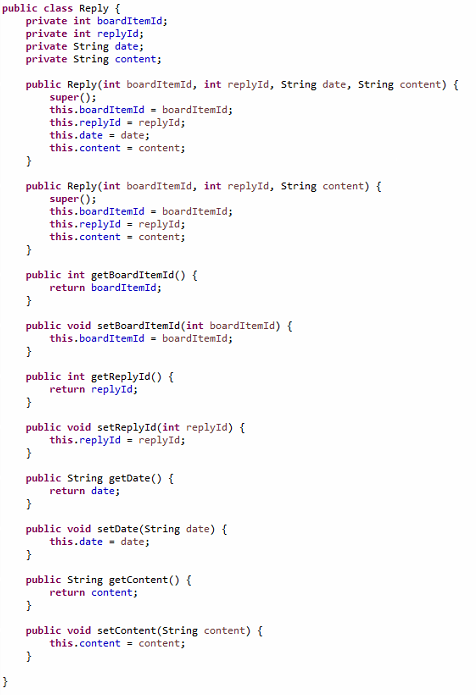 public class Reply {
    private int boardItemId;
    private int replyId;
    private String date;
    private String content;

    public Reply(int boardItemId, int replyId, String date, String content) {
        super();
        this.boardItemId = boardItemId;
        this.replyId = replyId;
        this.date = date;
        this.content = content;
    }

    public Reply(int boardItemId, int replyId, String content) {
        super();
        this.boardItemId = boardItemId;
        this.replyId = replyId;
        this.content = content;
    }

    public int getBoardItemId() {
        return boardItemId;
    }

    public void setBoardItemId(int boardItemId) {
        this.boardItemId = boardItemId;
    }

    public int getReplyId() {
        return replyId;
    }

    public void setReplyId(int replyId) {
        this.replyId = replyId;
    }

    public String getDate() {
        return date;
    }

    public void setDate(String date) {
        this.date = date;
    }

    public String getContent() {
        return content;
    }

    public void setContent(String content) {
        this.content = content;
    }

}